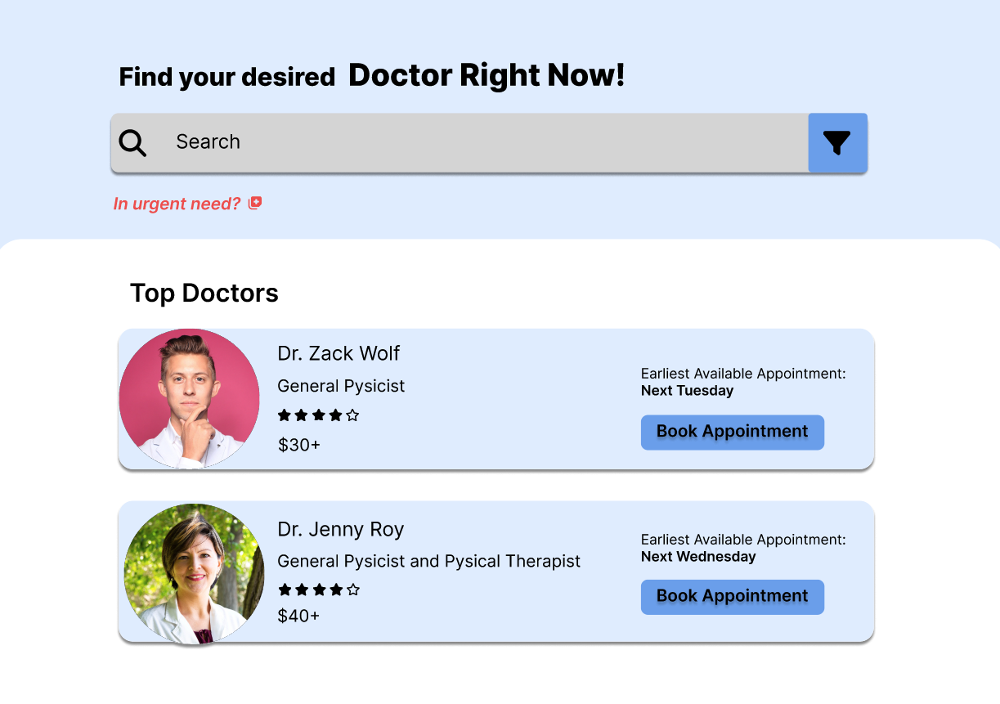 Find your desired Doctor Right Now!
Search
In urgent need?
Top Doctors
Dr. Zack Wolf
General Pysicist
$30+
Earliest Available Appointment:
Next Tuesday
Book Appointment
Dr. Jenny Roy
General Pysicist and Pysical Therapist
$40+
Earliest Available Appointment:
Next Wednesday
Book Appointment